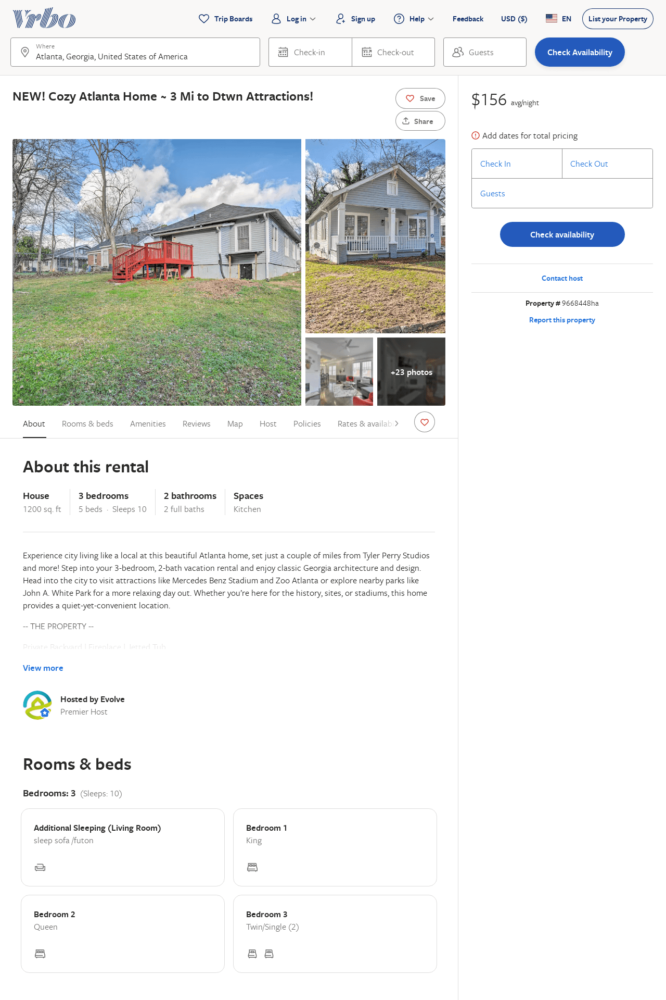 Vrbo
Trip Boards
Log in
Sign up
Help
Feedback
USD ($)
EN
List your Property
Where
Atlanta, Georgia, United States of America
Check-in
Check-out
Guests
Check Availability
NEW! Cozy Atlanta Home ~ 3 Mi to Dtwn Attractions!
Save
Share
+23 photos
$156 avg/night
Add dates for total pricing
Check In
Check Out
Guests
Check availability
Contact host
Property # 9668448ha
Report this property
About
Rooms & beds
Amenities
Reviews
Map
Host
Policies
Rates & availab
About this rental
House
1200 sq. ft
3 bedrooms
5 beds · Sleeps 10
2 bathrooms
2 full baths
Spaces
Kitchen
Experience city living like a local at this beautiful Atlanta home, set just a couple of miles from Tyler Perry Studios
and more! Step into your 3-bedroom, 2-bath vacation rental and enjoy classic Georgia architecture and design.
Head into the city to visit attractions like Mercedes Benz Stadium and Zoo Atlanta or explore nearby parks like
John A. White Park for a more relaxing day out. Whether you’re here for the history, sites, or stadiums, this home
provides a quiet-yet-convenient location.
-- THE PROPERTY --
Private Backyard | Fireplace | Jetted Tub
View more
Hosted by Evolve
Premier Host
Rooms & beds
Bedrooms: 3 (Sleeps: 10)
Additional Sleeping (Living Room)
sleep sofa /futon
Bedroom 1
King
Bedroom 2
Queen
Bedroom 3
Twin/Single (2)